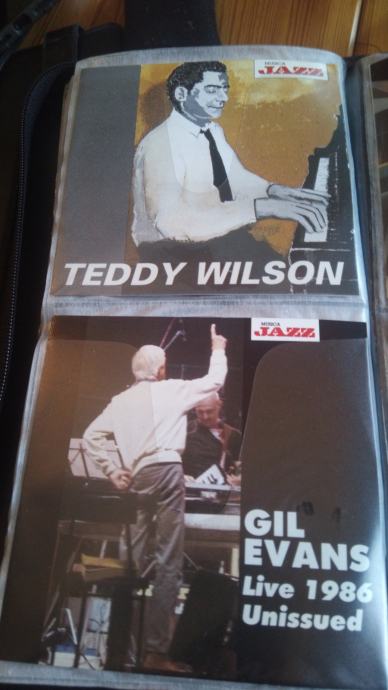 MUSICA
JAZZ
TEDDY WILSON
MUSICA
JAZZ
GIL
EVANS
Live 1986
Unissued